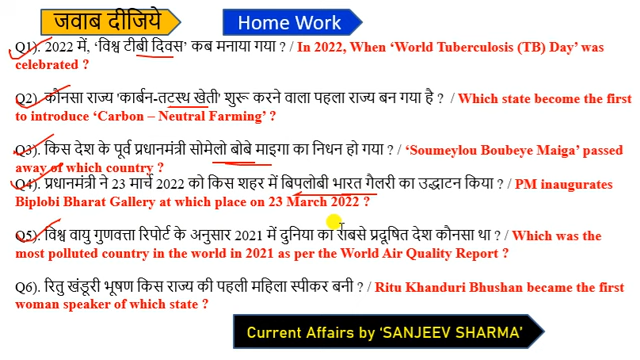 जवाब दीजिये
Home Work
Q1). 2022 में, ‘विश्व टीबी दिवस’ कब मनाया गया ? / In 2022, When ‘World Tuberculosis (TB) Day’ was
celebrated ?
Q2). कौनसा राज्य 'कार्बन-तटस्थ खेती' शुरू करने वाला पहला राज्य बन गया है ? / Which state become the first
to introduce ‘Carbon – Neutral Farming’ ?
Q3). किस देश के पूर्व प्रधानमंत्री सोमेलो बोबे माइगा का निधन हो गया ? / ‘Soumeylou Boubeye Maiga’ passed
away of which country ?
Q4). प्रधानमंत्री ने 23 मार्च 2022 को किस शहर में बिपलोबी भारत गैलरी का उद्घाटन किया ? / PM inaugurates
Biplobi Bharat Gallery at which place on 23 March 2022 ?
Q5). विश्व वायु गुणवत्ता रिपोर्ट के अनुसार 2021 में दुनिया का सबसे प्रदूषित देश कौनसा था ? / Which was the
most polluted country in the world in 2021 as per the World Air Quality Report ?
Q6). रितु खंडूरी भूषण किस राज्य की पहली महिला स्पीकर बनी ? / Ritu Khanduri Bhushan became the first
woman speaker of which state ?
Current Affairs by ‘SANJEEV SHARMA’